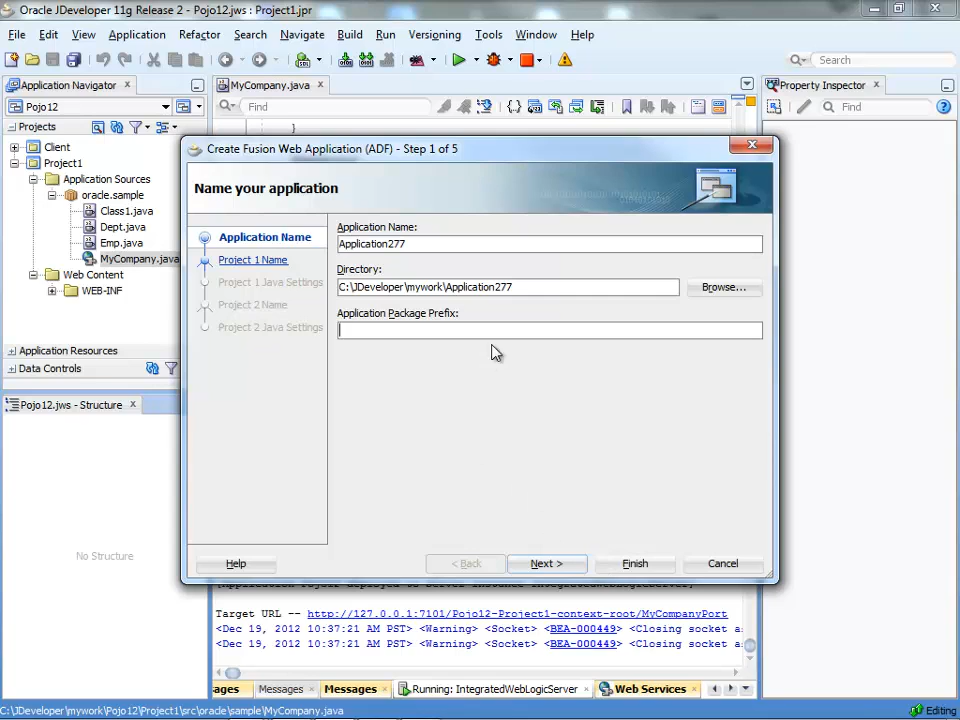 Oracle JDeveloper 11g Release 2 - Pojo12.jws : Project1.jpr
File Edit View Application Refactor Search Navigate Build Run Versioning Tools Window Help
Search
Application Navigator
MyCompany.java
Property Inspector
Pojo12
Find
Find
Projects
}
Client
Project1
Application Sources
oracle.sample
Class1.java
Dept.java
Emp.java
MyCompany.java
Web Content
WEB-INF
Application Resources
Data Controls
Pojo12.jws - Structure
No Structure
Create Fusion Web Application (ADF) - Step 1 of 5
Name your application
Application Name
Project 1 Name
Project 1 Java Settings
Project 2 Name
Project 2 Java Settings
Application Name:
Application277
Directory:
C:\JDeveloper\mywork\Application277
Browse...
Application Package Prefix:
Help
< Back
Next >
Finish
Cancel
Target URL -- http://127.0.0.1:7101/Pojo12-Project1-context-root/MyCompanyPort
<Dec 19, 2012 10:37:21 AM PST> <Warning> <Socket> <BEA-000449> <Closing socket a
<Dec 19, 2012 10:37:21 AM PST> <Warning> <Socket> <BEA-000449> <Closing socket a
sages Messages Messages Running: IntegratedWebLogicServer Web Services
C:\JDeveloper\mywork\Pojo12\Project1\src\oracle\sample\MyCompany.java
Editing